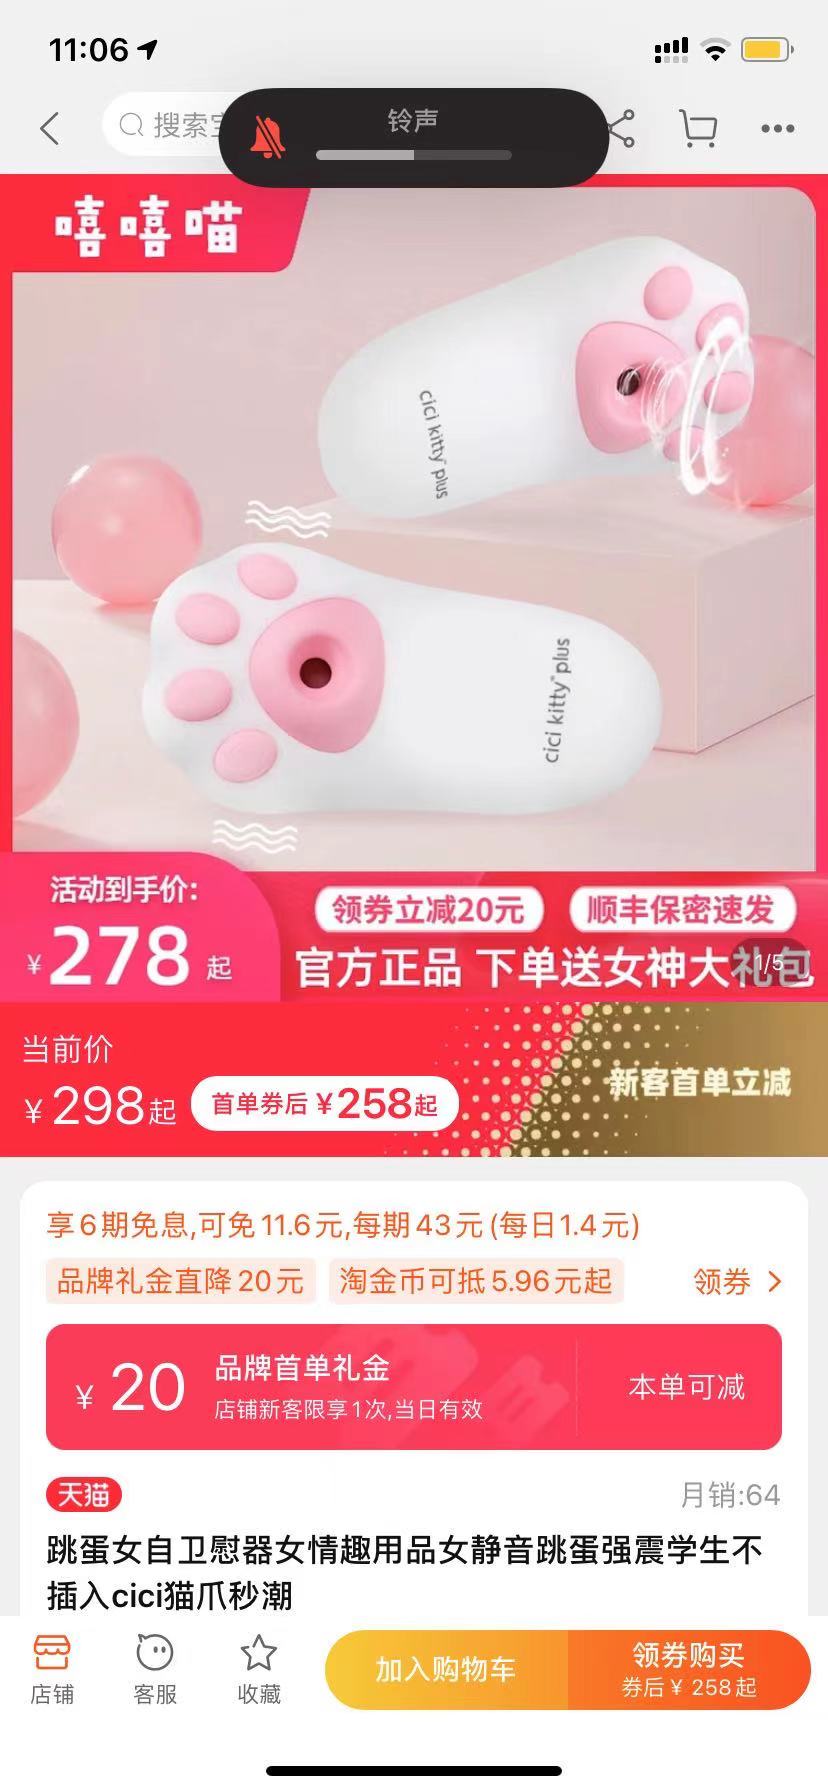 11:06
搜索宝
铃声
嘻嘻喵
cici kitty plus
cici kitty plus
活动到手价:
¥278起
领券立减20元
顺丰保密速发
官方正品 下单送女神大礼包
1/5
当前价
¥298起
首单券后¥258起
新客首单立减
享6期免息,可免11.6元,每期43元(每日1.4元)
品牌礼金直降20元
淘金币可抵5.96元起
领券
¥20
品牌首单礼金
店铺新客限享1次,当日有效
本单可减
天猫
月销:64
跳蛋女自卫慰器女情趣用品女静音跳蛋强震学生不
插入cici猫爪秒潮
店铺
客服
收藏
加入购物车
领券购买
券后¥258起